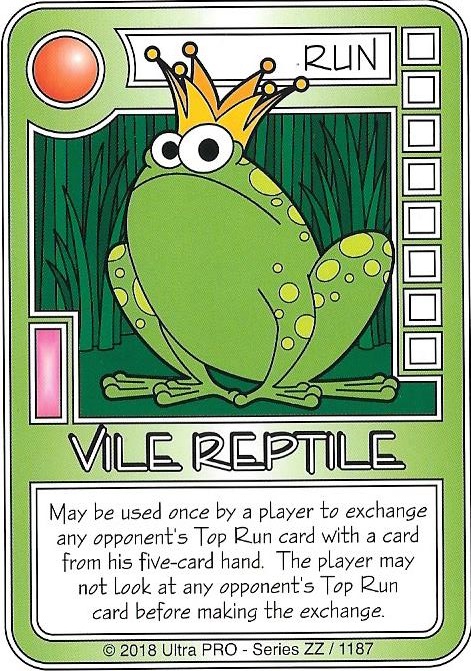 RUN
VILE REPTILE
May be used once by a player to exchange
any opponent's Top Run card with a card
from his five-card hand. The player may
not look at any opponent's Top Run
card before making the exchange.
© 2018 Ultra PRO - Series ZZ / 1187